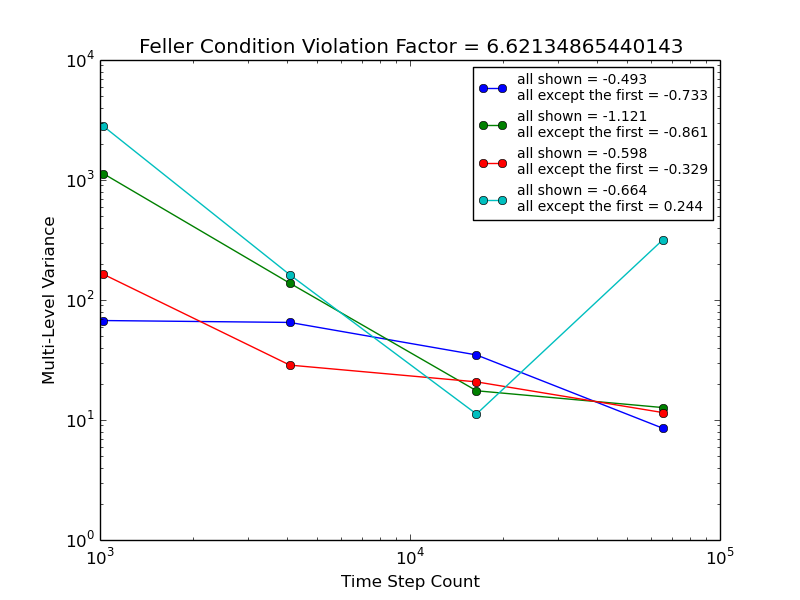 Feller Condition Violation Factor = 6.62134865440143
all shown = -0.493
all except the first = -0.733
all shown = -1.121
all except the first = -0.861
all shown = -0.598
all except the first = -0.329
all shown = -0.664
all except the first = 0.244
Multi-Level Variance
10^4
10^3
10^2
10^1
10^0
10^3 10^4 10^5
Time Step Count